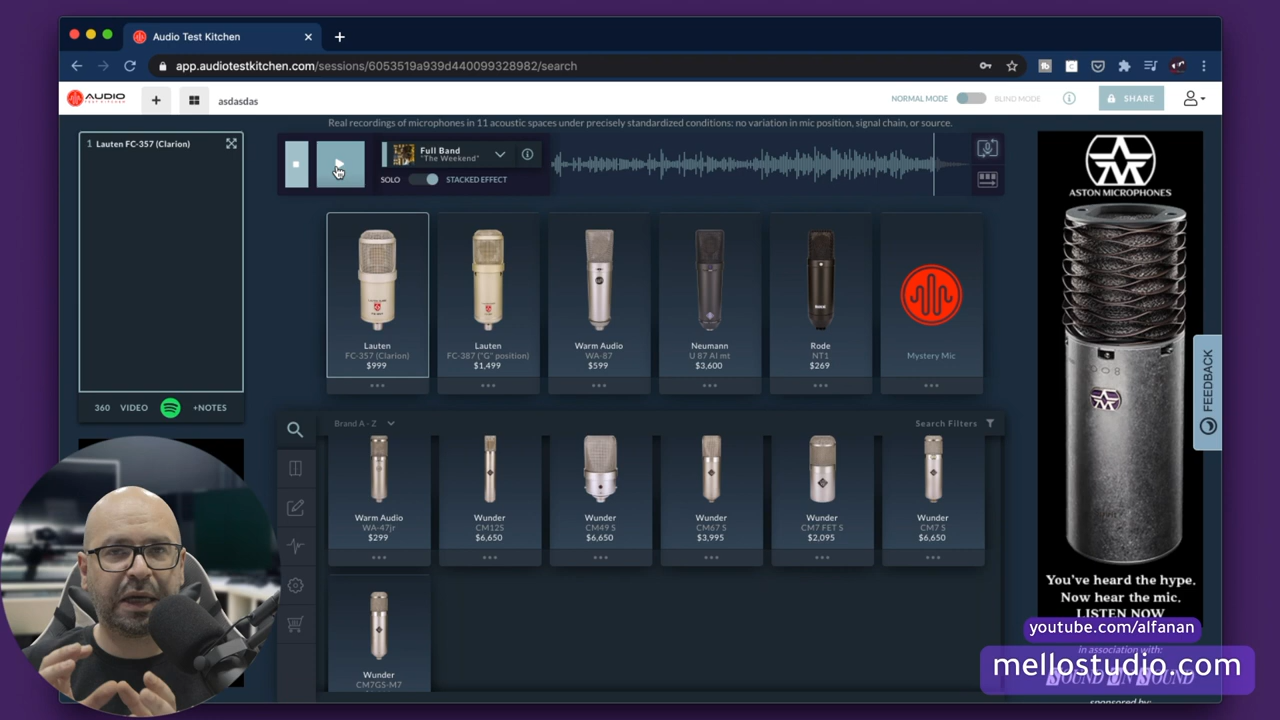 Audio Test Kitchen
app.audiotestkitchen.com/sessions/6053519a939d440099328982/search
AUDIO
TEST KITCHEN
asdasdas
NORMAL MODE
BLIND MODE
SHARE
Real recordings of microphones in 11 acoustic spaces under precisely standardized conditions: no variation in mic position, signal chain, or source.
1 Lauten FC-357 (Clarion)
Full Band
"The Weekend"
SOLO
STACKED EFFECT
Lauten
FC-357 (Clarion)
$999
Lauten
FC-387 ("G" position)
$1,499
Warm Audio
WA-87
$599
Neumann
U 87 AI mt
$3,600
Rode
NT1
$269
Mystery Mic
360 VIDEO +NOTES
Brand A - Z
Search Filters
Warm Audio
WA-47jr
$299
Wunder
CM12S
$6,650
Wunder
CM49 S
$6,650
Wunder
CM67 S
$3,995
Wunder
CM7 FET S
$2,095
Wunder
CM7 S
$6,650
Wunder
CM7GS-M7
ASTON MICROPHONES
You've heard the hype.
Now hear the mic.
LISTEN NOW
FEEDBACK
youtube.com/alfanan
in association with:
mellostudio.com
SOUND ON SOUND
sponsored by: